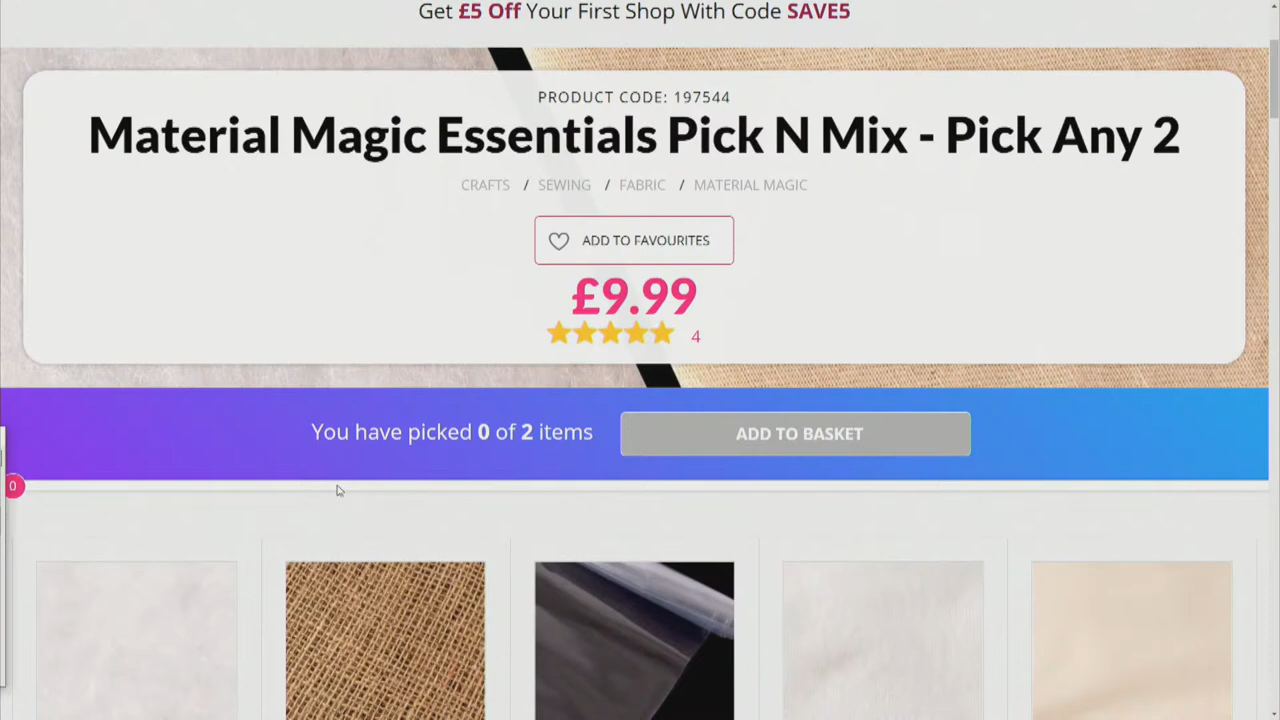 Get £5 Off Your First Shop With Code SAVE5
PRODUCT CODE: 197544
Material Magic Essentials Pick N Mix - Pick Any 2
CRAFTS / SEWING / FABRIC / MATERIAL MAGIC
ADD TO FAVOURITES
£9.99
4
You have picked 0 of 2 items
ADD TO BASKET
0